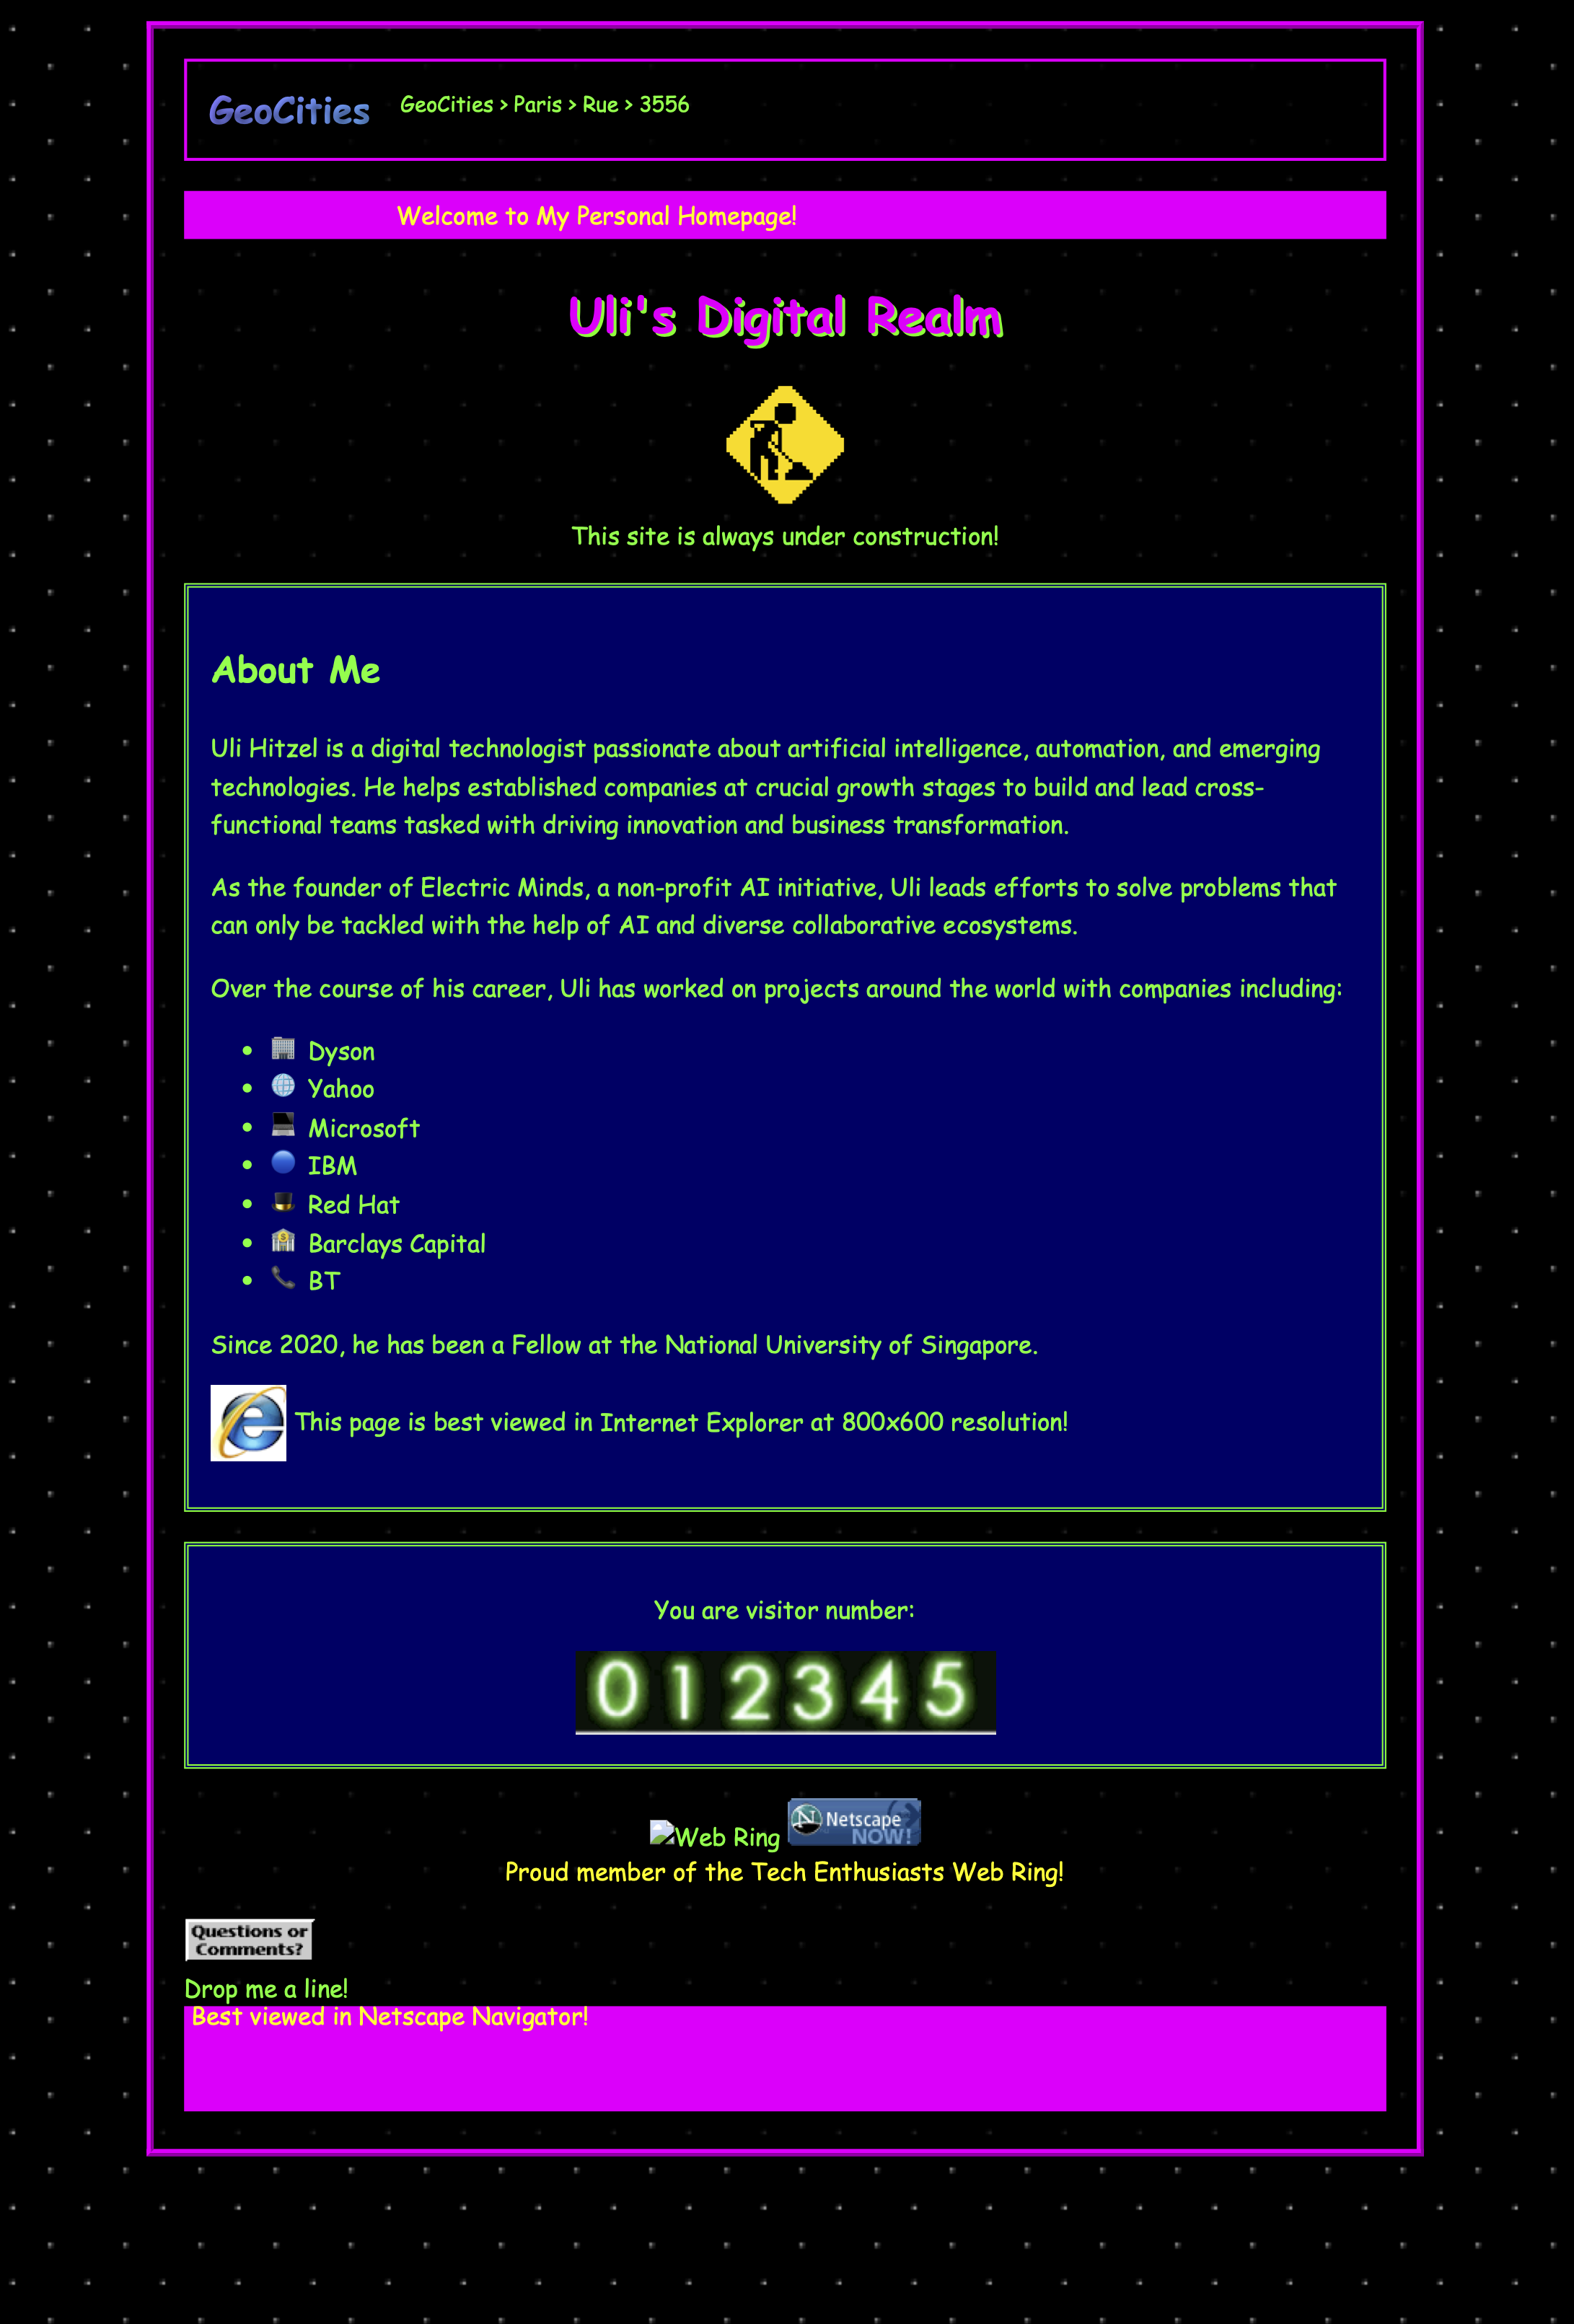 GeoCities
GeoCities > Paris > Rue > 3556
Welcome to My Personal Homepage!
Uli's Digital Realm
This site is always under construction!
About Me
Uli Hitzel is a digital technologist passionate about artificial intelligence, automation, and emerging
technologies. He helps established companies at crucial growth stages to build and lead cross-
functional teams tasked with driving innovation and business transformation.
As the founder of Electric Minds, a non-profit AI initiative, Uli leads efforts to solve problems that
can only be tackled with the help of AI and diverse collaborative ecosystems.
Over the course of his career, Uli has worked on projects around the world with companies including:
Dyson
Yahoo
Microsoft
IBM
Red Hat
Barclays Capital
BT
Since 2020, he has been a Fellow at the National University of Singapore.
This page is best viewed in Internet Explorer at 800x600 resolution!
You are visitor number:
012345
Web Ring
N Netscape
NOW!
Proud member of the Tech Enthusiasts Web Ring!
Questions or
Comments?
Drop me a line!
Best viewed in Netscape Navigator!